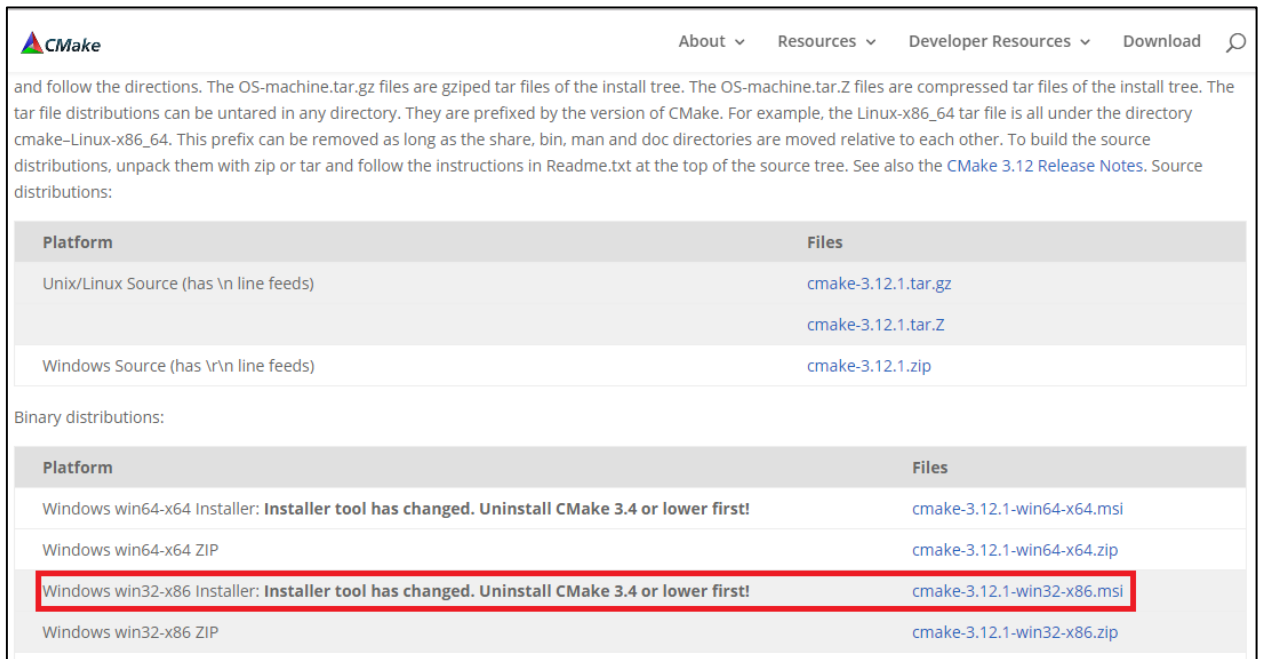 CMake
About Resources Developer Resources Download
and follow the directions. The OS-machine.tar.gz files are gziped tar files of the install tree. The OS-machine.tar.Z files are compressed tar files of the install tree. The
tar file distributions can be untared in any directory. They are prefixed by the version of CMake. For example, the Linux-x86_64 tar file is all under the directory
cmake–Linux-x86_64. This prefix can be removed as long as the share, bin, man and doc directories are moved relative to each other. To build the source
distributions, unpack them with zip or tar and follow the instructions in Readme.txt at the top of the source tree. See also the CMake 3.12 Release Notes. Source
distributions:
Platform Files
Unix/Linux Source (has \n line feeds) cmake-3.12.1.tar.gz
cmake-3.12.1.tar.Z
Windows Source (has \r\n line feeds) cmake-3.12.1.zip
Binary distributions:
Platform Files
Windows win64-x64 Installer: Installer tool has changed. Uninstall CMake 3.4 or lower first! cmake-3.12.1-win64-x64.msi
Windows win64-x64 ZIP cmake-3.12.1-win64-x64.zip
Windows win32-x86 Installer: Installer tool has changed. Uninstall CMake 3.4 or lower first! cmake-3.12.1-win32-x86.msi
Windows win32-x86 ZIP cmake-3.12.1-win32-x86.zip